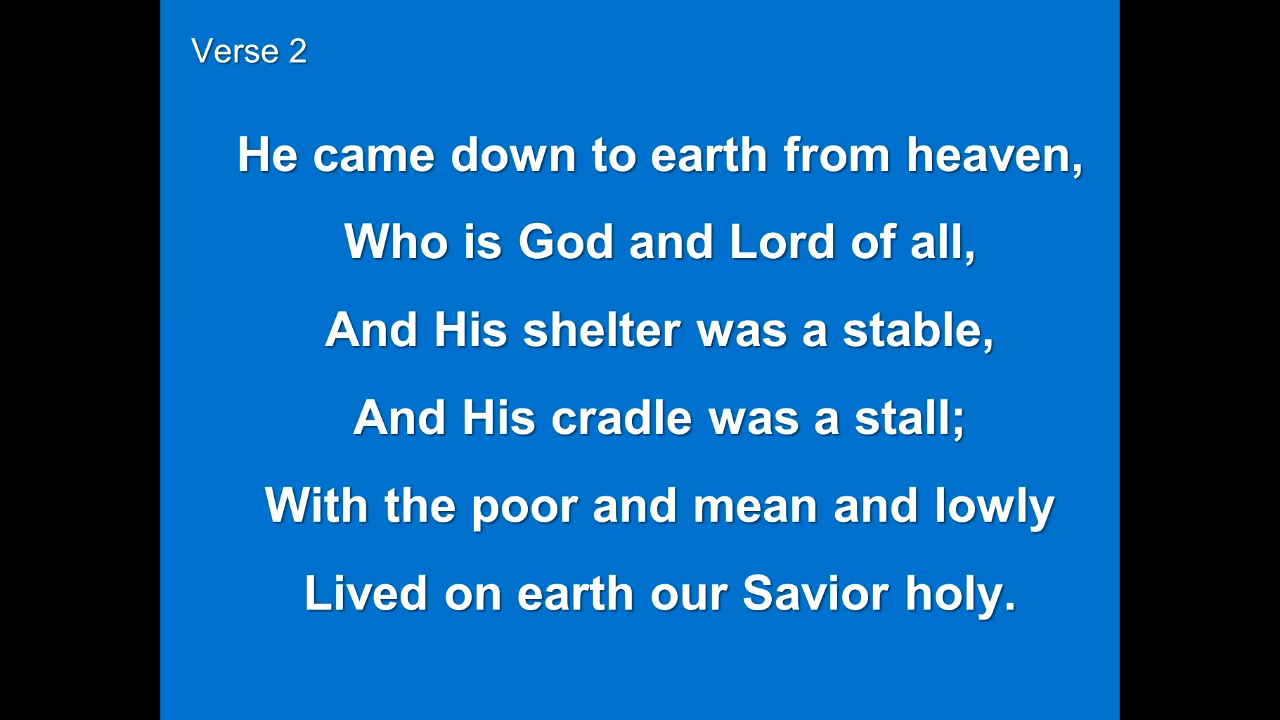 Verse 2
He came down to earth from heaven,
Who is God and Lord of all,
And His shelter was a stable,
And His cradle was a stall;
With the poor and mean and lowly
Lived on earth our Savior holy.